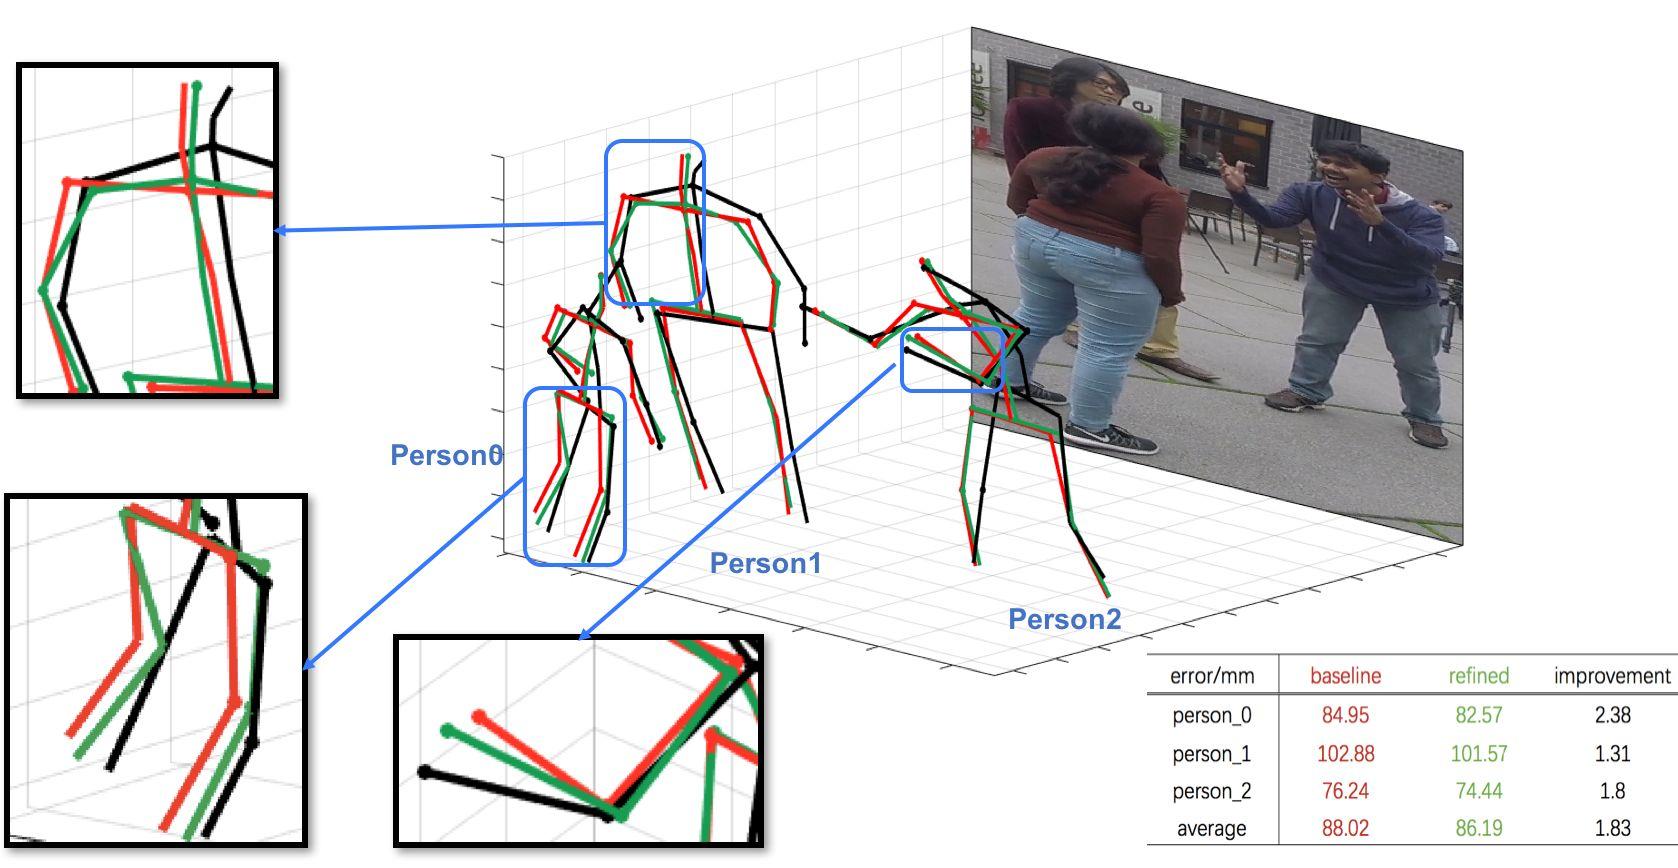 Person0
Person1
Person2
error/mm baseline refined improvement
person_0 84.95 82.57 2.38
person_1 102.88 101.57 1.31
person_2 76.24 74.44 1.8
average 88.02 86.19 1.83